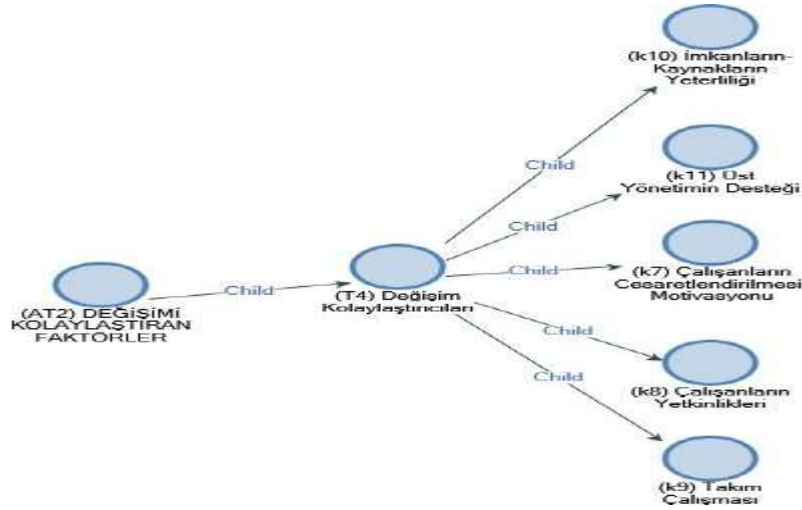 (k10) İmkanların-
Kaynakların
Yeterliliği
Child
(k11) Üst
Yönetimin Desteği
Child
(k7) Çalışanların
Cesaretlendirilmesi
Motivasyonu
Child
(T4) Değişim
Kolaylaştırıcıları
Child
(AT2) DEĞİŞİMİ
KOLAYLAŞTIRAN
FAKTÖRLER
Child
(k8) Çalışanların
Yetkinlikleri
Child
(k9) Takım
Çalışması